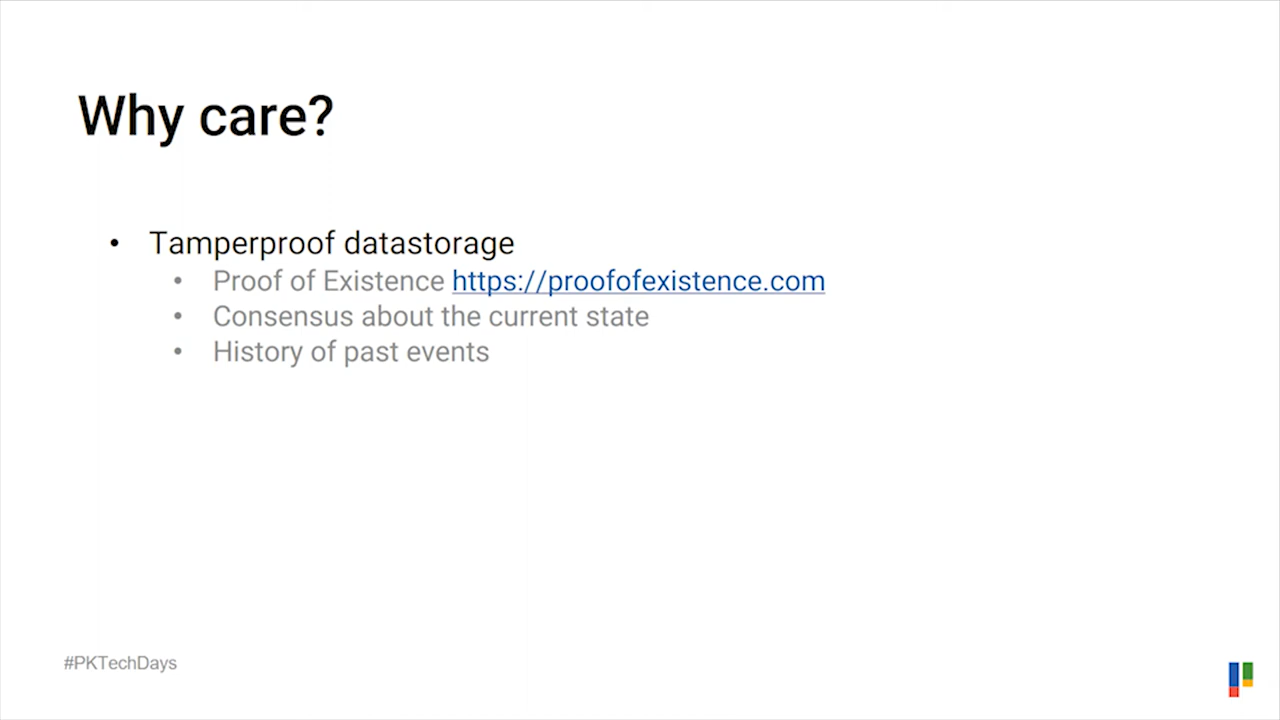 Why care?
• Tamperproof datastorage
• Proof of Existence https://proofofexistence.com
• Consensus about the current state
• History of past events
#PKTechDays